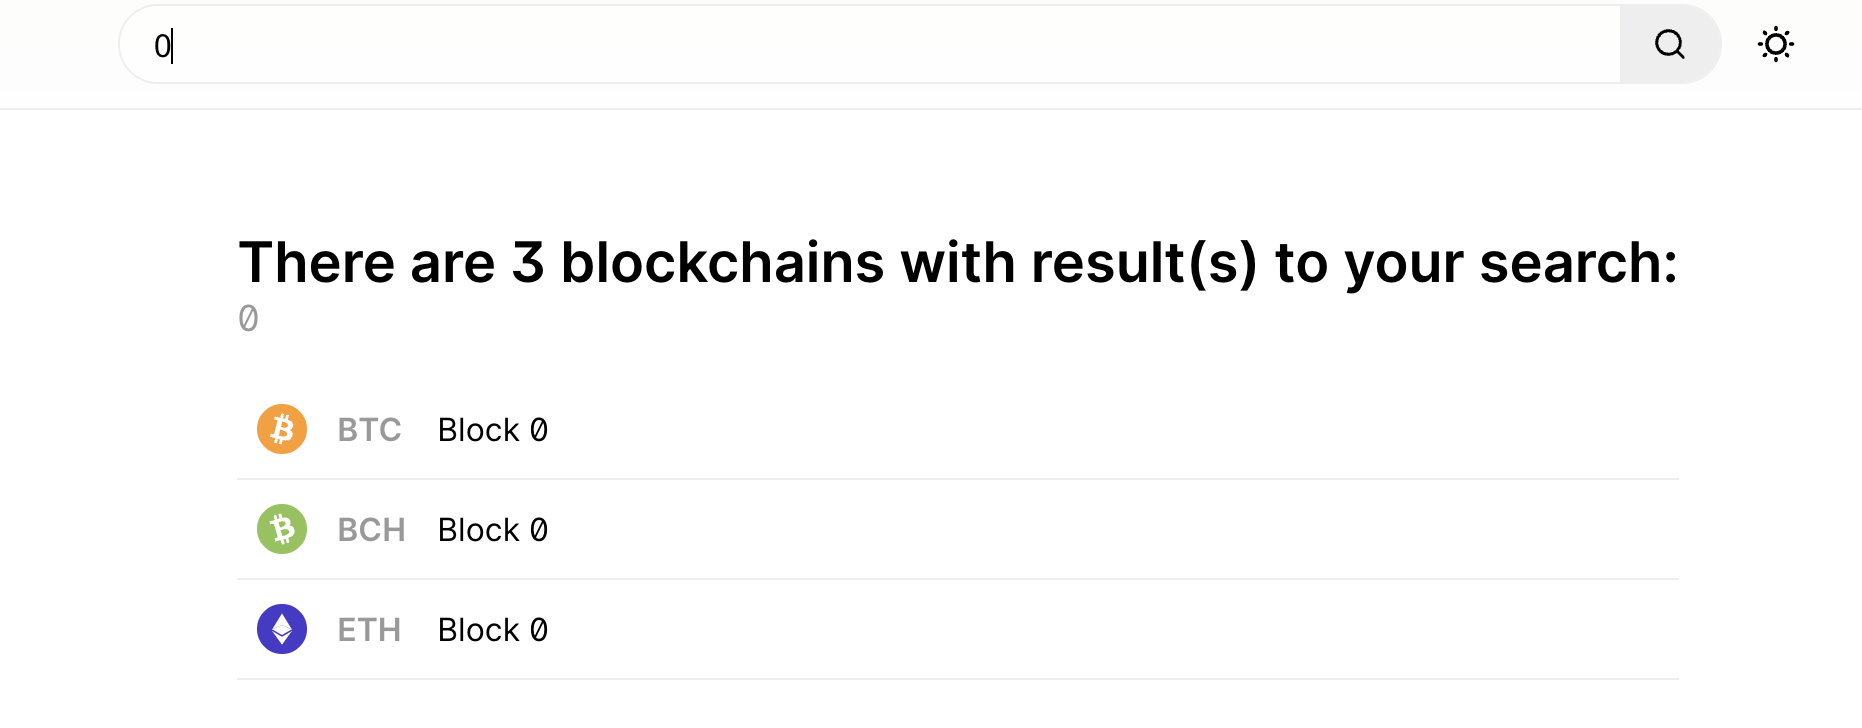 0
There are 3 blockchains with result(s) to your search:
0
BTC Block 0
BCH Block 0
ETH Block 0